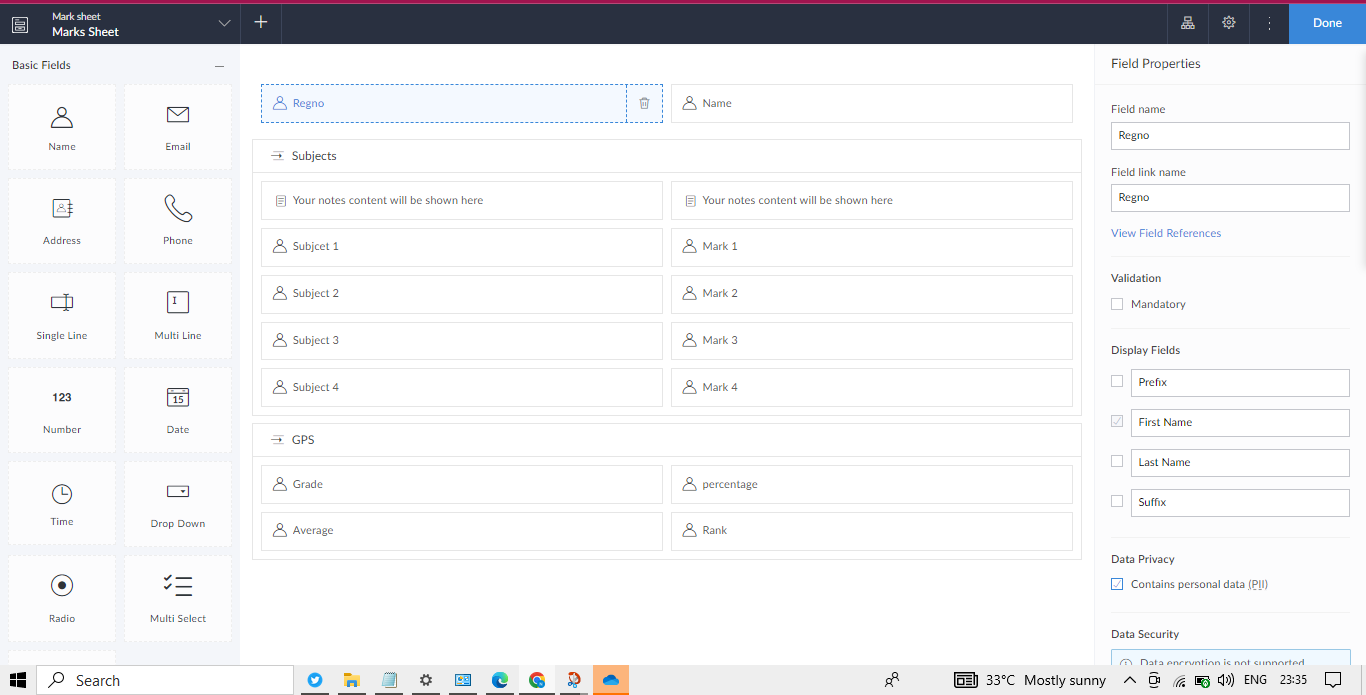 Mark sheet
Marks Sheet
+
Done
Basic Fields
Name
Email
Address
Phone
Single Line
Multi Line
123
Number
15
Date
Time
Drop Down
Radio
Multi Select
Regno
Name
Subjects
Your notes content will be shown here
Your notes content will be shown here
Subjcet 1
Mark 1
Subject 2
Mark 2
Subject 3
Mark 3
Subject 4
Mark 4
GPS
Grade
percentage
Average
Rank
Field Properties
Field name
Regno
Field link name
Regno
View Field References
Validation
Mandatory
Display Fields
Prefix
First Name
Last Name
Suffix
Data Privacy
Contains personal data (PII)
Data Security
Data encryption is not supported
Search
33°C Mostly sunny
ENG
23:35